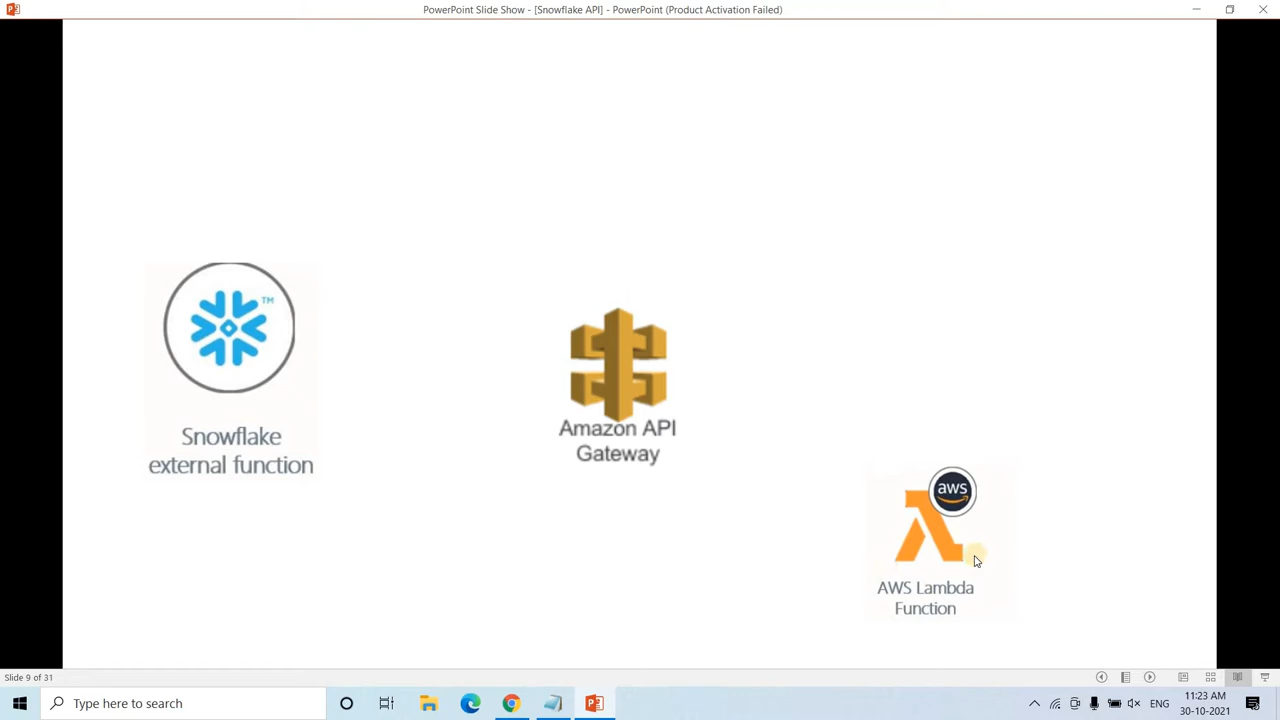 PowerPoint Slide Show - [Snowflake API] - PowerPoint (Product Activation Failed)
TM
Snowflake
external function
Amazon API
Gateway
aws
AWS Lambda
Function
Slide 9 of 31
Type here to search
ENG
11:23 AM
30-10-2021